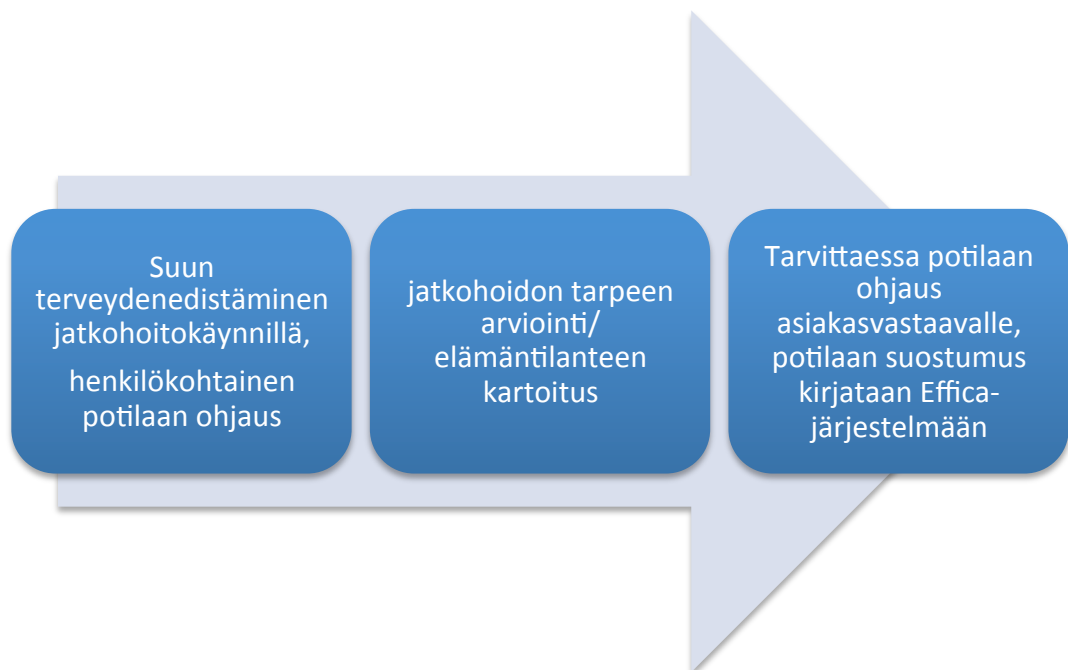 Suun
terveydenedistäminen
jatkohoitokäynnillä,
henkilökohtainen
potilaan ohjaus
jatkohoidon tarpeen
arviointi/
elämäntilanteen
kartoitus
Tarvittaessa potilaan
ohjaus
asiakasvastaavalle,
potilaan suostumus
kirjataan Effica-
järjestelmään